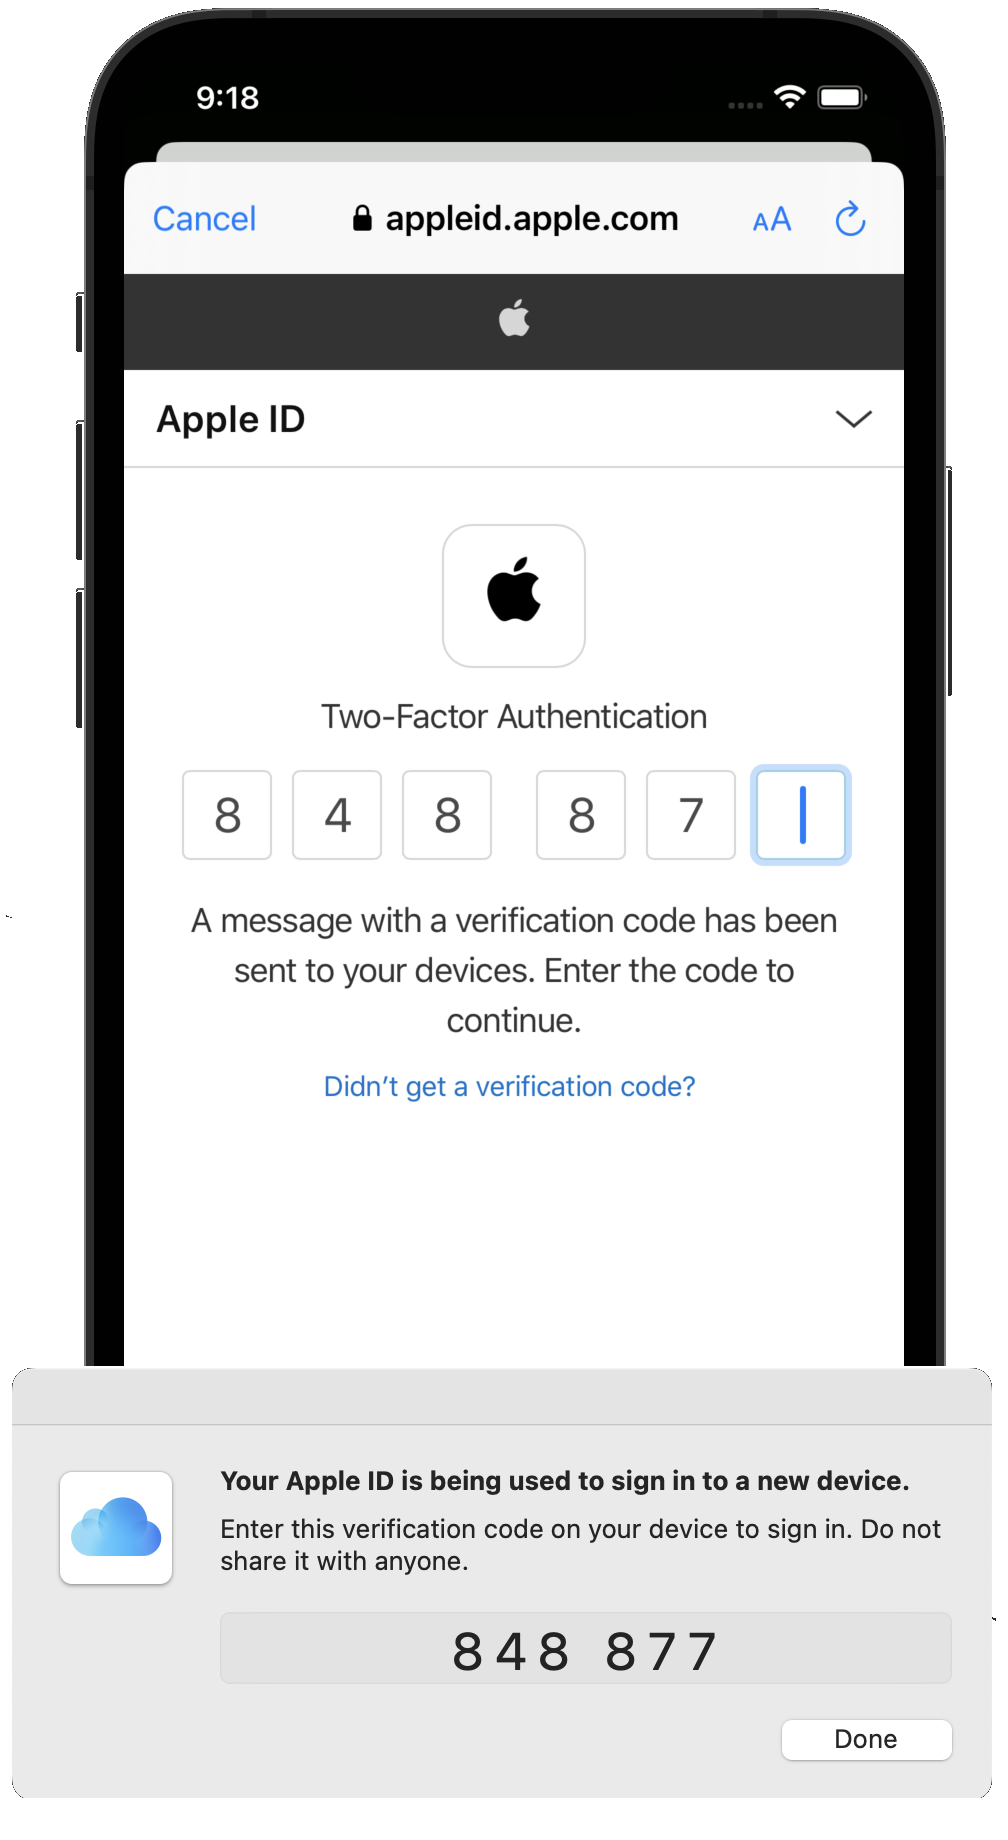 9:18
Cancel
appleid.apple.com
AA
Apple ID
Two-Factor Authentication
8 4 8 8 7
A message with a verification code has been
sent to your devices. Enter the code to
continue.
Didn’t get a verification code?
Your Apple ID is being used to sign in to a new device.
Enter this verification code on your device to sign in. Do not
share it with anyone.
848 877
Done